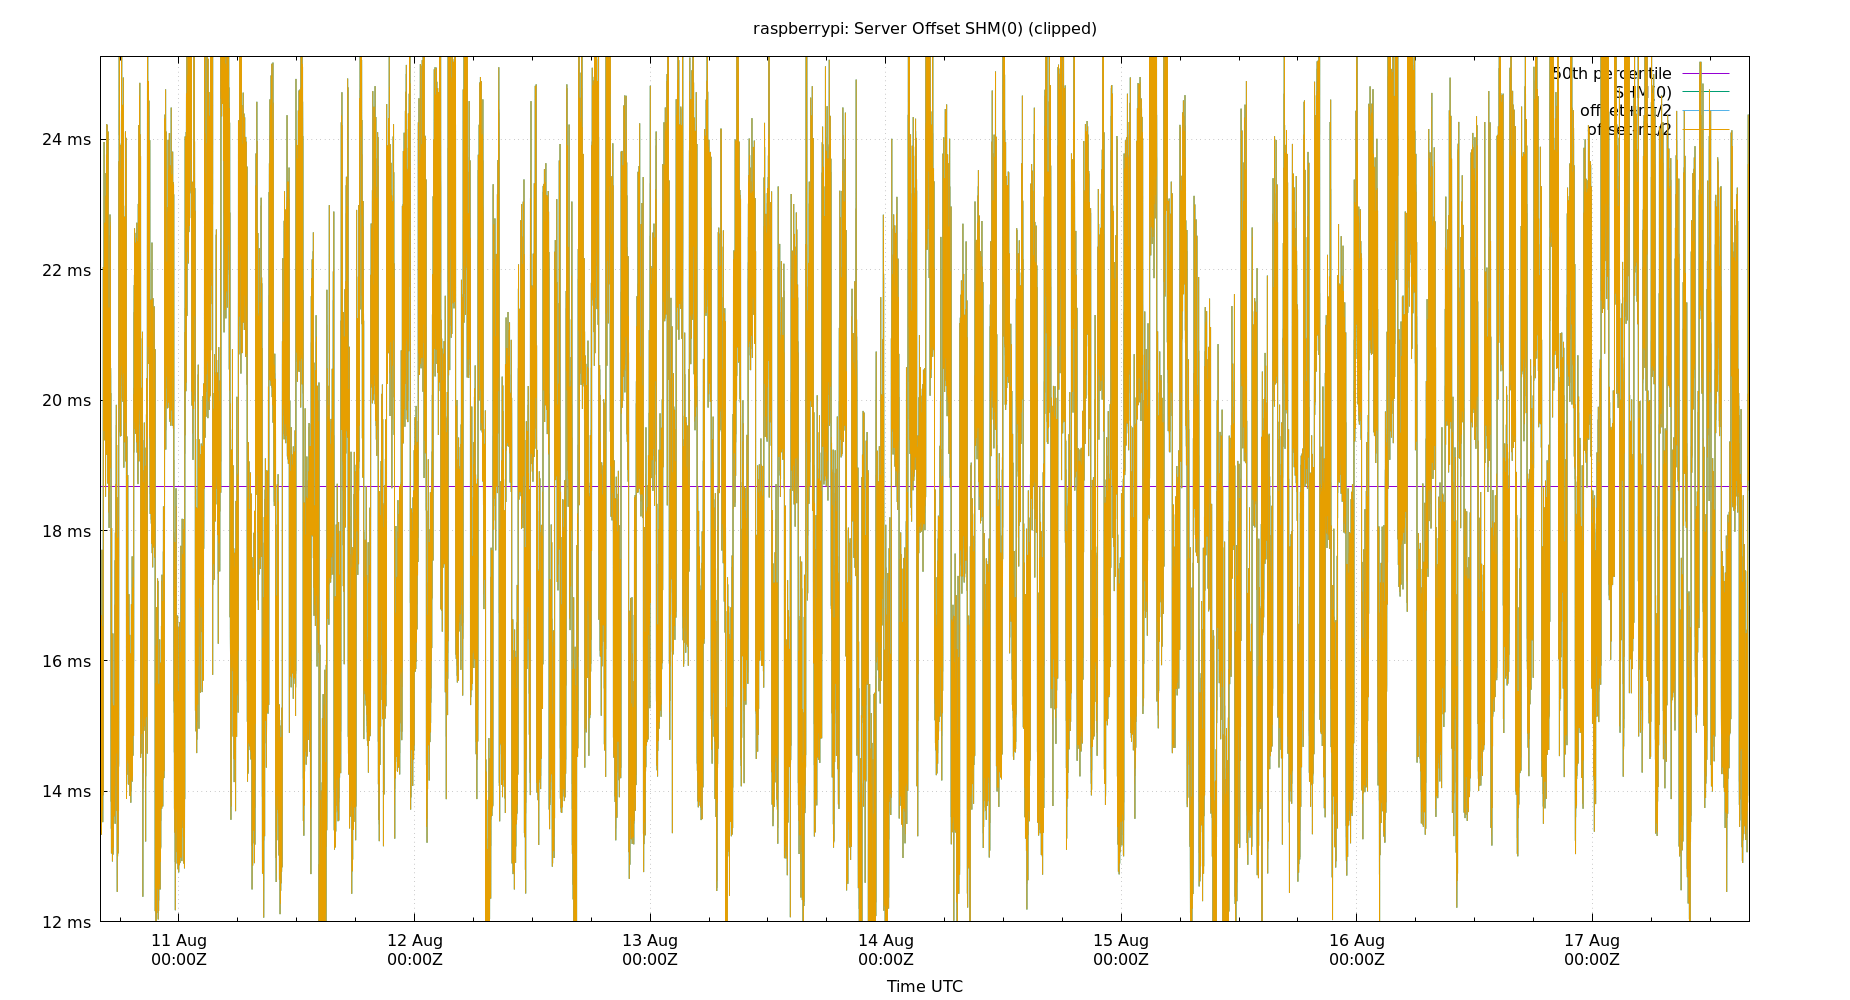 raspberrypi: Server Offset SHM(0) (clipped)
50th percentile
SHM(0)
offset+rtt/2
offset-rtt/2
24 ms
22 ms
20 ms
18 ms
16 ms
14 ms
12 ms
11 Aug 12 Aug 13 Aug 14 Aug 15 Aug 16 Aug 17 Aug
00:00Z 00:00Z 00:00Z 00:00Z 00:00Z 00:00Z 00:00Z
Time UTC